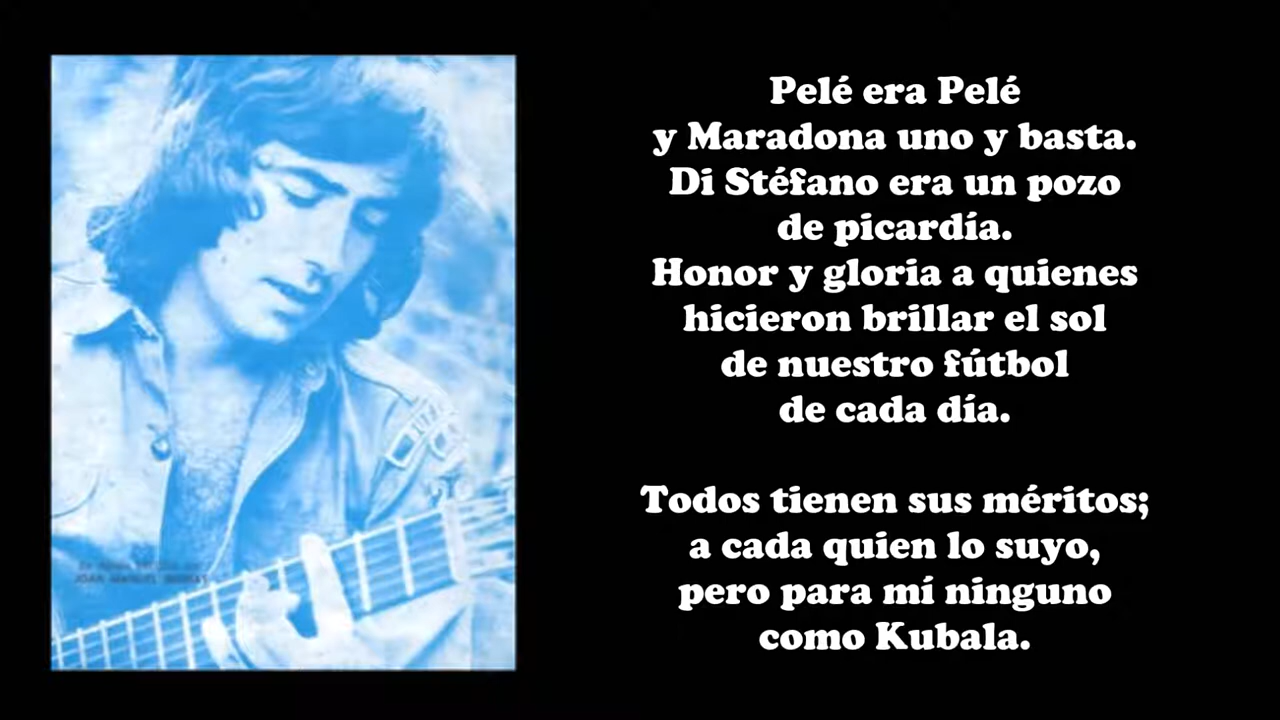 Pelé era Pelé
y Maradona uno y basta.
Di Stéfano era un pozo
de picardía.
Honor y gloria a quienes
hicieron brillar el sol
de nuestro fútbol
de cada día.
Todos tienen sus méritos;
a cada quien lo suyo,
pero para mí ninguno
como Kubala.
JOAN MANUEL